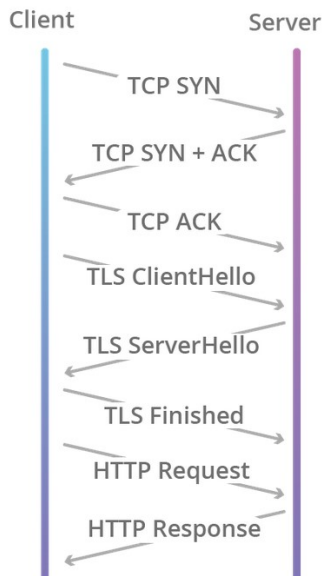 Client
Server
TCP SYN
TCP SYN + ACK
TCP ACK
TLS ClientHello
TLS ServerHello
TLS Finished
HTTP Request
HTTP Response